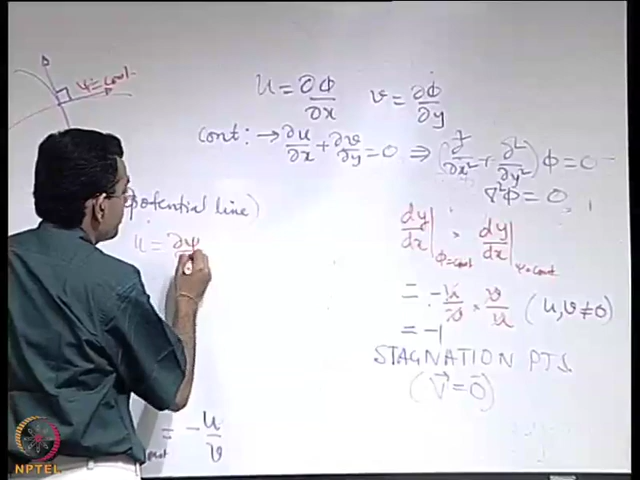 ψ=const.
u = ∂φ/∂x v = ∂φ/∂y
cont: → ∂u/∂x + ∂v/∂y = 0 ⇒ (∂²/∂x² + ∂²/∂y²) φ = 0
∇²φ = 0
potential line)
u = ∂ψ
dy/dx|φ=const × dy/dx|ψ=const
= -u/v × v/u (u,v≠0)
= -1
STAGNATION PTS.
(V⃗ = 0⃗)
= -u/v
NPTEL